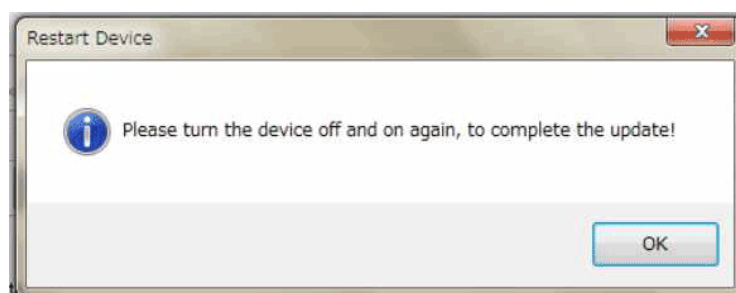 Restart Device
Please turn the device off and on again, to complete the update!
OK